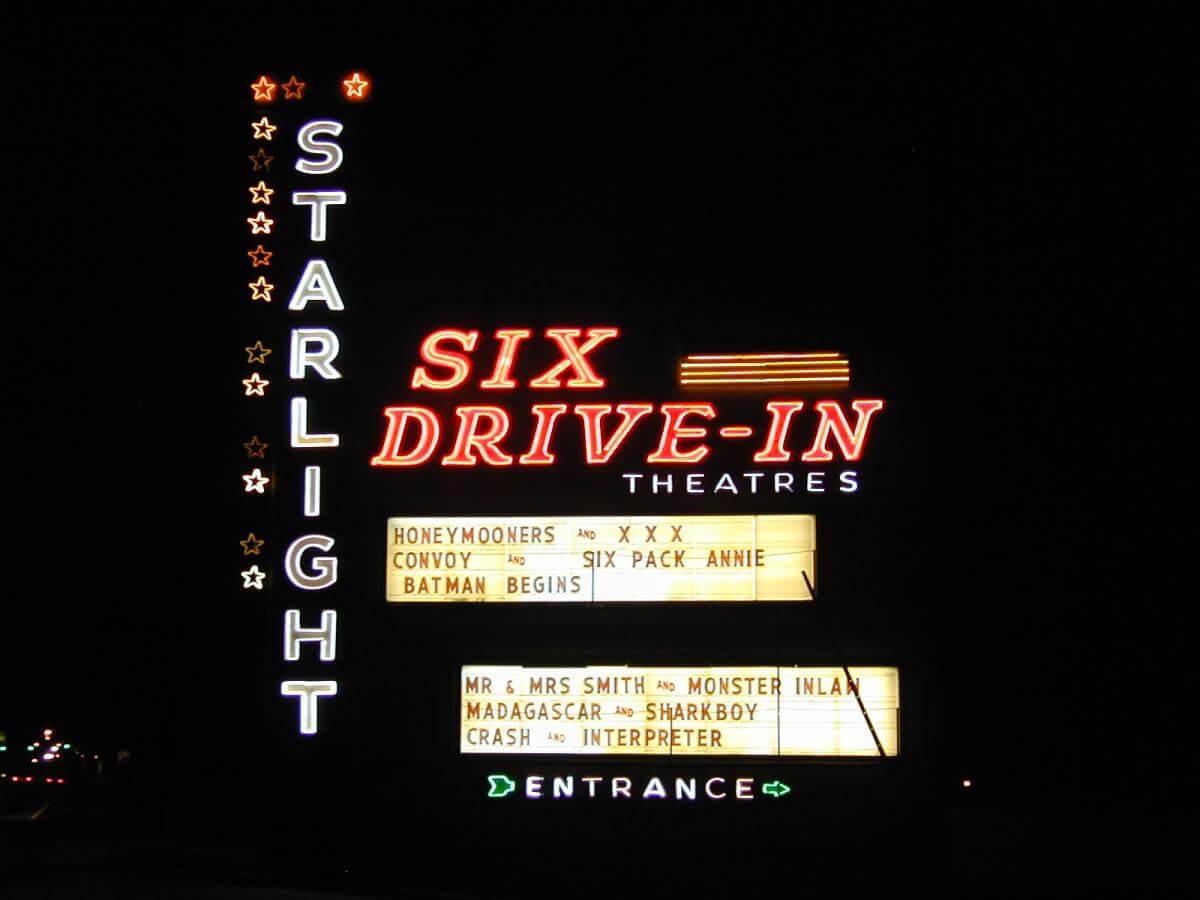 STARLIGHT
SIX
DRIVE-IN
THEATRES
HONEYMOONERS AND X X X
CONVOY AND SIX PACK ANNIE
BATMAN BEGINS
MR & MRS SMITH AND MONSTER INLAW
MADAGASCAR AND SHARKBOY
CRASH AND INTERPRETER
ENTRANCE